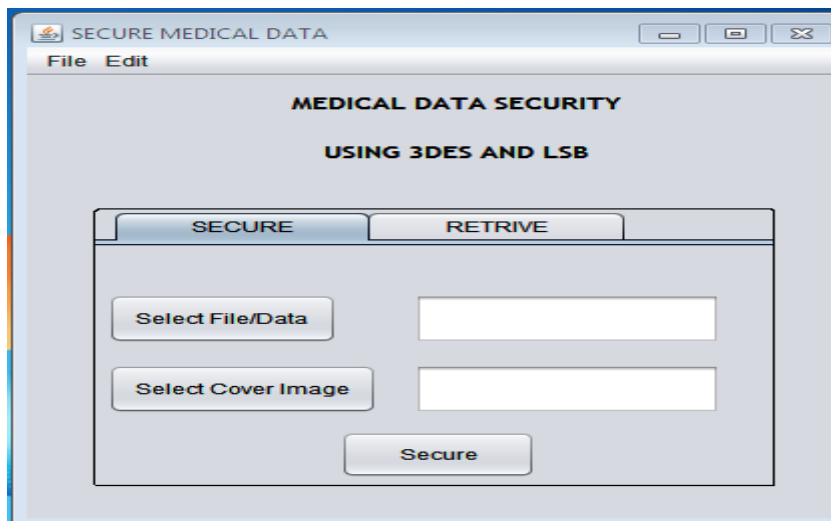 SECURE MEDICAL DATA
File Edit
MEDICAL DATA SECURITY
USING 3DES AND LSB
SECURE RETRIVE
Select File/Data
Select Cover Image
Secure